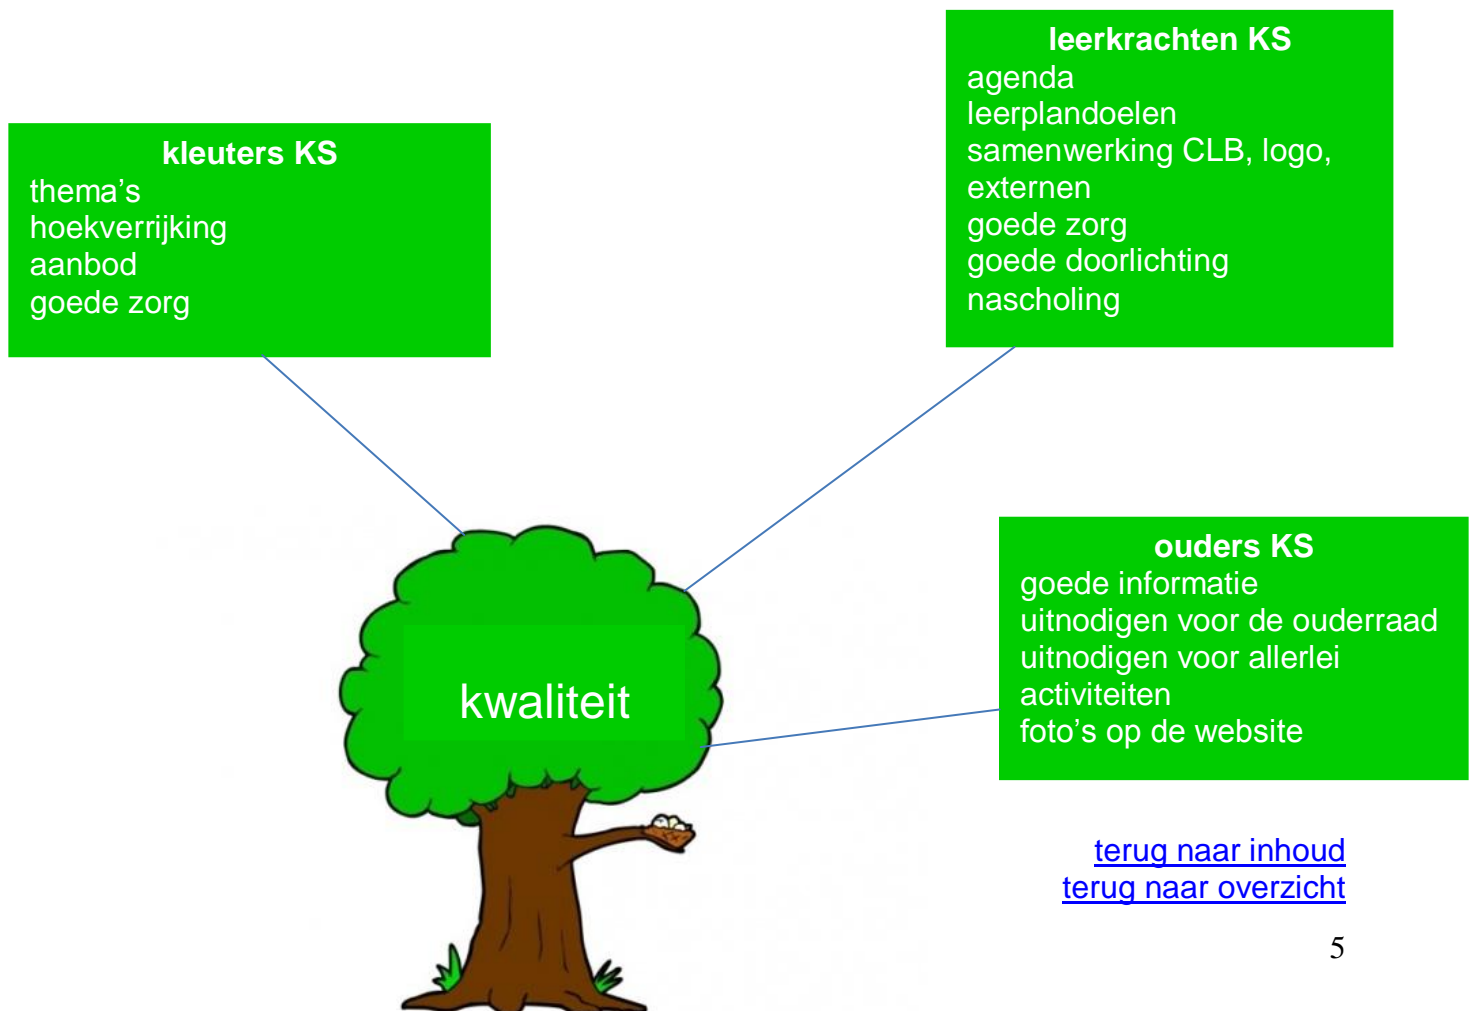 kleuters KS
thema's
hoekverrijking
aanbod
goede zorg
leerkrachten KS
agenda
leerplandoelen
samenwerking CLB, logo,
externen
goede zorg
goede doorlichting
nascholing
kwaliteit
ouders KS
goede informatie
uitnodigen voor de ouderraad
uitnodigen voor allerlei
activiteiten
foto's op de website
terug naar inhoud
terug naar overzicht
5